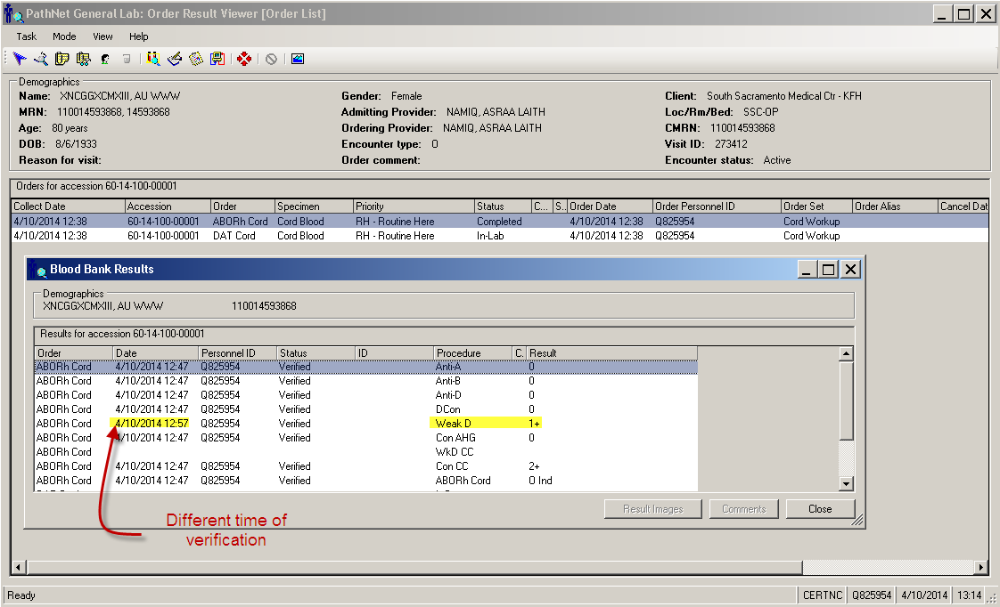 PathNet General Lab: Order Result Viewer [Order List]
Task Mode View Help
Demographics
Name: XNCGGXCMXIII, AU WWW Gender: Female Client: South Sacramento Medical Ctr - KFH
MRN: 110014593868, 14593868 Admitting Provider: NAMIQ, ASRAA LAITH Loc/Rm/Bed: SSC-OP
Age: 80 years Ordering Provider: NAMIQ, ASRAA LAITH CMRN: 110014593868
DOB: 8/6/1933 Encounter type: O Visit ID: 273412
Reason for visit: Order comment: Encounter status: Active
Orders for accession 60-14-100-00001
Collect Date Accession Order Specimen Priority Status C... S.. Order Date Order Personnel ID Order Set Order Alias Cancel Dat
4/10/2014 12:38 60-14-100-00001 ABORh Cord Cord Blood RH - Routine Here Completed 4/10/2014 12:38 Q825954 Cord Workup
4/10/2014 12:38 60-14-100-00001 DAT Cord Cord Blood RH - Routine Here In-Lab 4/10/2014 12:38 Q825954 Cord Workup
Blood Bank Results
Demographics
XNCGGXCMXIII, AU WWW 110014593868
Results for accession 60-14-100-00001
Order Date Personnel ID Status ID Procedure C. Result
ABORh Cord 4/10/2014 12:47 Q825954 Verified Anti-A 0
ABORh Cord 4/10/2014 12:47 Q825954 Verified Anti-B 0
ABORh Cord 4/10/2014 12:47 Q825954 Verified Anti-D 0
ABORh Cord 4/10/2014 12:47 Q825954 Verified DCon 0
ABORh Cord 4/10/2014 12:57 Q825954 Verified Weak D 1+
ABORh Cord 4/10/2014 12:47 Q825954 Verified Con AHG 0
ABORh Cord WkD CC
ABORh Cord 4/10/2014 12:47 Q825954 Verified Con CC 2+
ABORh Cord 4/10/2014 12:47 Q825954 Verified ABORh Cord O Ind
Result Images Comments Close
Different time of
verification
Ready CERTNC Q825954 4/10/2014 13:14